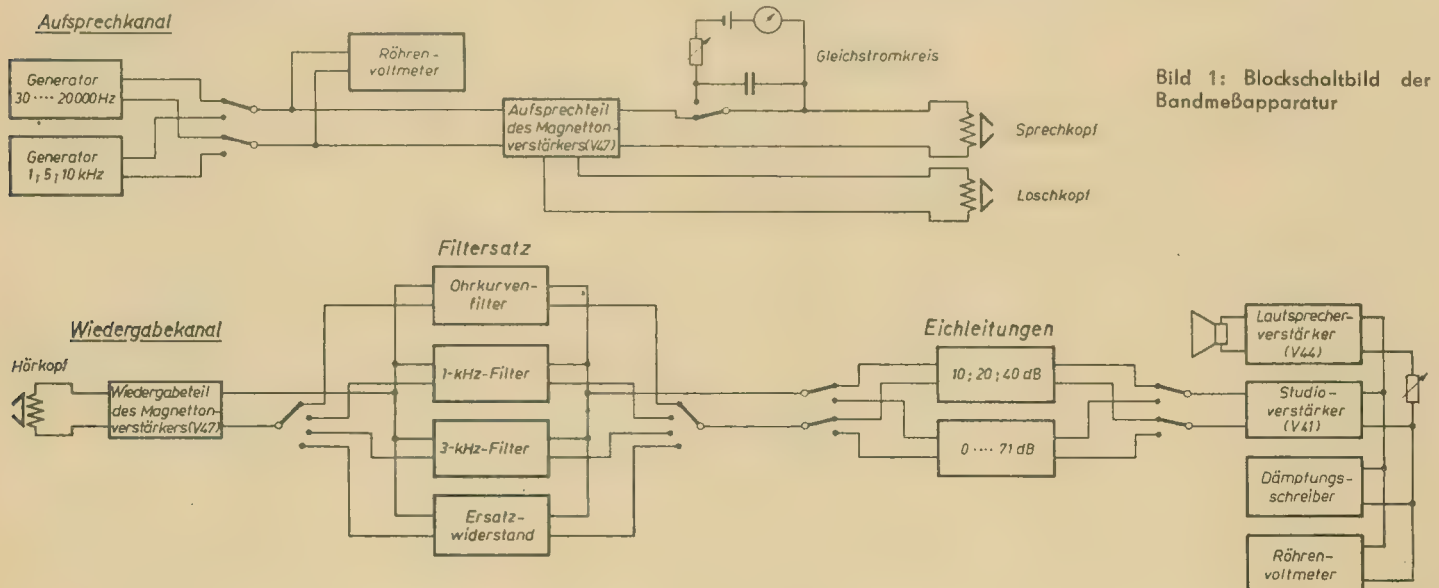 Aufsprechkanal
Generator
30 ···· 20000 Hz
Generator
1; 5; 10 kHz
Röhren-
voltmeter
Gleichstromkreis
Aufsprechteil
des Magnetton-
verstärkers (V47)
Sprechkopf
Loschkopf
Bild 1: Blockschaltbild der
Bandmeßapparatur
Wiedergabekanal
Hörkopf
Wiedergabeteil
des Magnetton-
verstärkers (V47)
Filtersatz
Ohrkurven-
filter
1-kHz-Filter
3-kHz-Filter
Ersatz-
widerstand
Eichleitungen
10; 20; 40 dB
0 ···· 71 dB
Lautsprecher-
verstärker
(V44)
Studio-
verstärker
(V41)
Dämpfungs-
schreiber
Röhren-
voltmeter